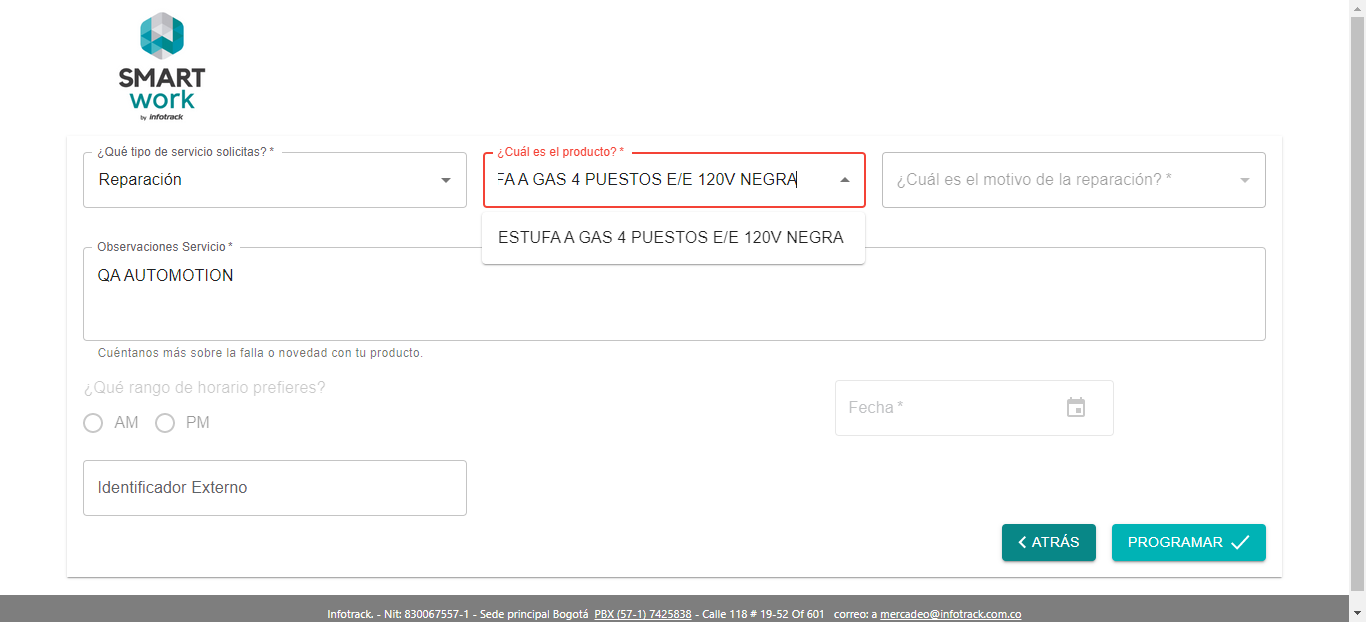 SMART
work
by infotrack
¿Qué tipo de servicio solicitas? *
Reparación
¿Cuál es el producto? *
FA A GAS 4 PUESTOS E/E 120V NEGRA
¿Cuál es el motivo de la reparación? *
ESTUFA A GAS 4 PUESTOS E/E 120V NEGRA
Observaciones Servicio *
QA AUTOMOTION
Cuéntanos más sobre la falla o novedad con tu producto.
¿Qué rango de horario prefieres?
AM PM
Fecha *
Identificador Externo
ATRÁS
PROGRAMAR
Infotrack. - Nit: 830067557-1 - Sede principal Bogotá PBX (57-1) 7425838 - Calle 118 # 19-52 Of 601 correo: a mercadeo@infotrack.com.co